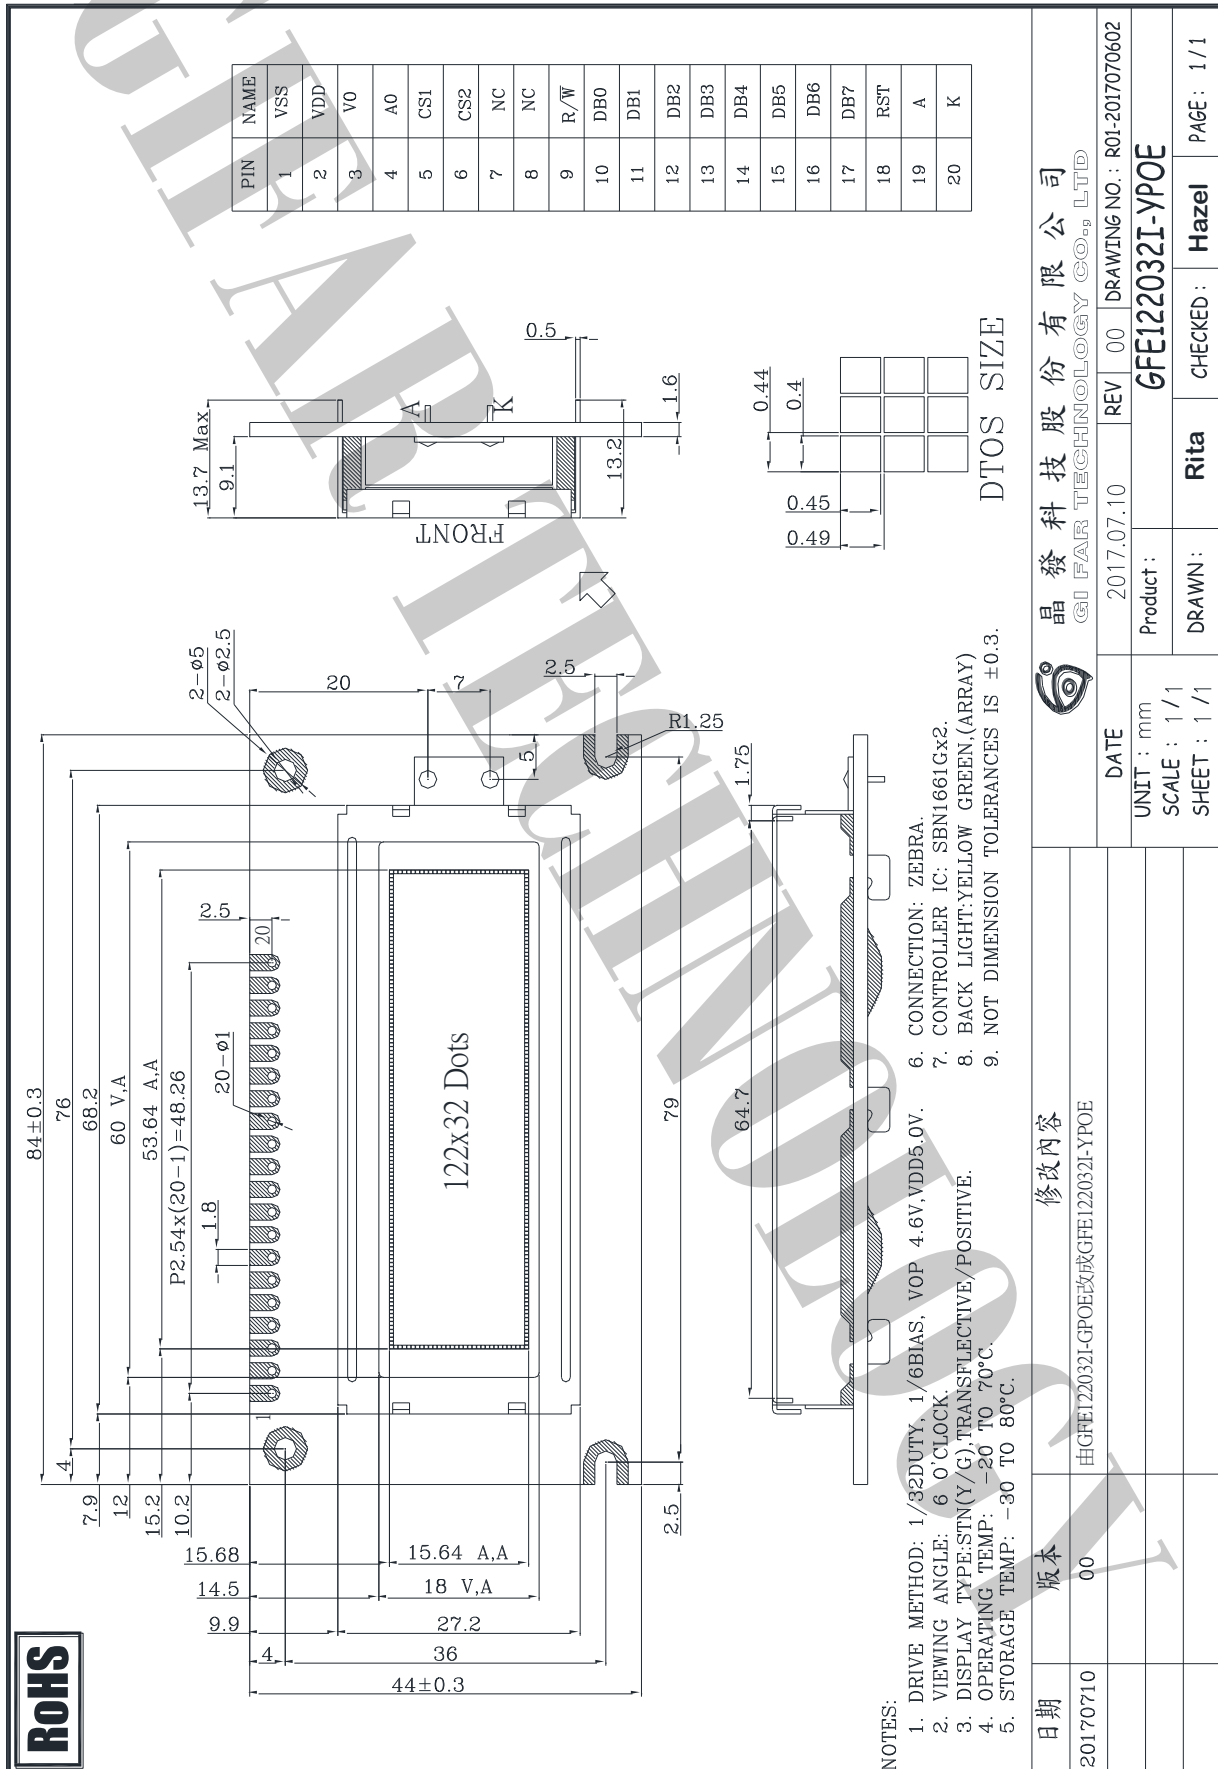 RoHS
84±0.3
76
68.2
60 V,A
53.64 A,A
P2.54x(20-1)=48.26
1.8
20-ø1
2.5
2-ø5
2-ø2.5
4
7.9
12
15.2
10.2
1
20
15.68
14.5
9.9
4
15.64 A,A
18 V,A
27.2
36
44±0.3
122x32 Dots
20
7
5
2.5
R1.25
79
2.5
13.7 Max
9.1
FRONT
A
K
0.5
1.6
13.2
64.7
1.75
0.44
0.4
0.45
0.49
DTOS SIZE
PIN NAME
1 VSS
2 VDD
3 V0
4 A0
5 CS1
6 CS2
7 NC
8 NC
9 R/W̅
10 DB0
11 DB1
12 DB2
13 DB3
14 DB4
15 DB5
16 DB6
17 DB7
18 RST
19 A
20 K
NOTES:
1. DRIVE METHOD: 1/32DUTY, 1/6BIAS, VOP 4.6V,VDD5.0V.
2. VIEWING ANGLE: 6 O'CLOCK.
3. DISPLAY TYPE:STN(Y/G),TRANSFLECTIVE/POSITIVE.
4. OPERATING TEMP: -20 TO 70°C.
5. STORAGE TEMP: -30 TO 80°C.
6. CONNECTION: ZEBRA.
7. CONTROLLER IC: SBN1661Gx2.
8. BACK LIGHT:YELLOW GREEN,(ARRAY)
9. NOT DIMENSION TOLERANCES IS ±0.3.
日期 版本 修改內容
20170710 00 由GFE122032I-GPOE改成GFE122032I-YPOE
晶發科技股份有限公司
GI FAR TECHNOLOGY CO., LTD
DATE 2017.07.10 REV 00 DRAWING NO.: R01-2017070602
UNIT : mm
SCALE : 1/1
SHEET : 1/1
Product : GFE122032I-YPOE
DRAWN : Rita CHECKED : Hazel PAGE : 1/1
GIFAR TECHNOLOGY